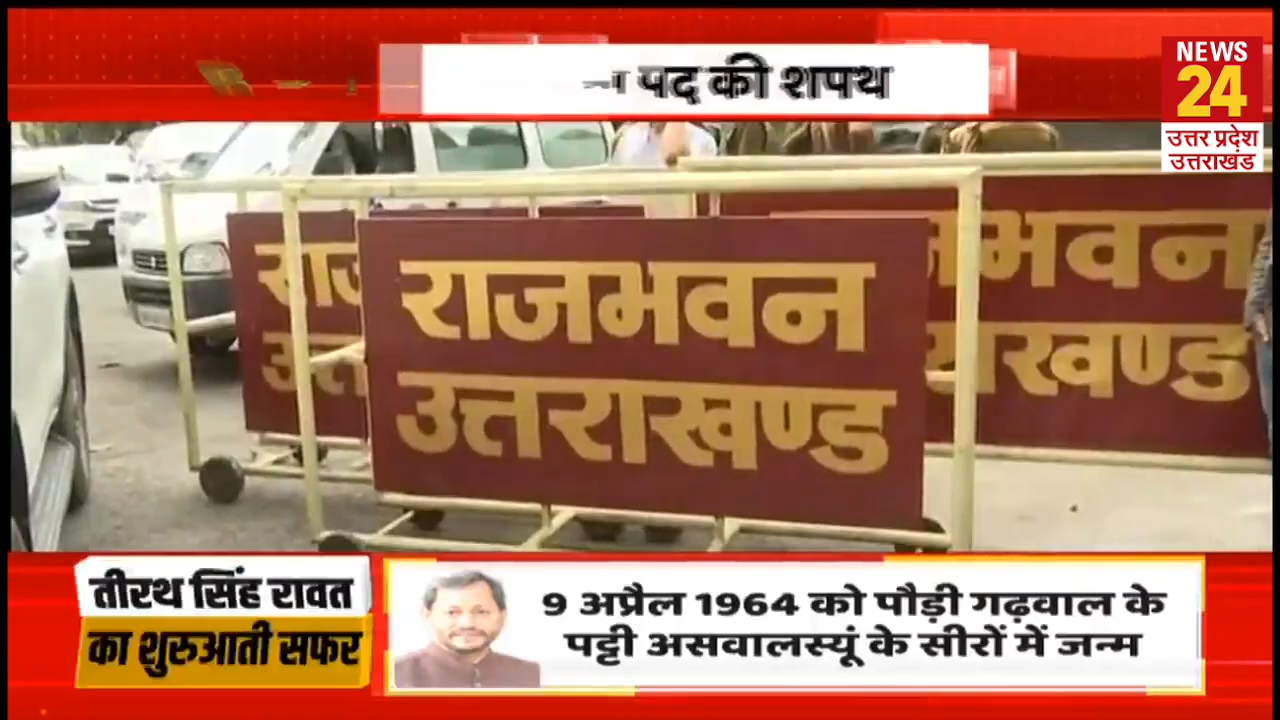 पद की शपथ
NEWS
24
उत्तर प्रदेश
उत्तराखंड
राजभवन
उत्तराखण्ड
तीरथ सिंह रावत
का शुरुआती सफर
9 अप्रैल 1964 को पौड़ी गढ़वाल के
पट्टी असवालस्यूं के सीरों में जन्म